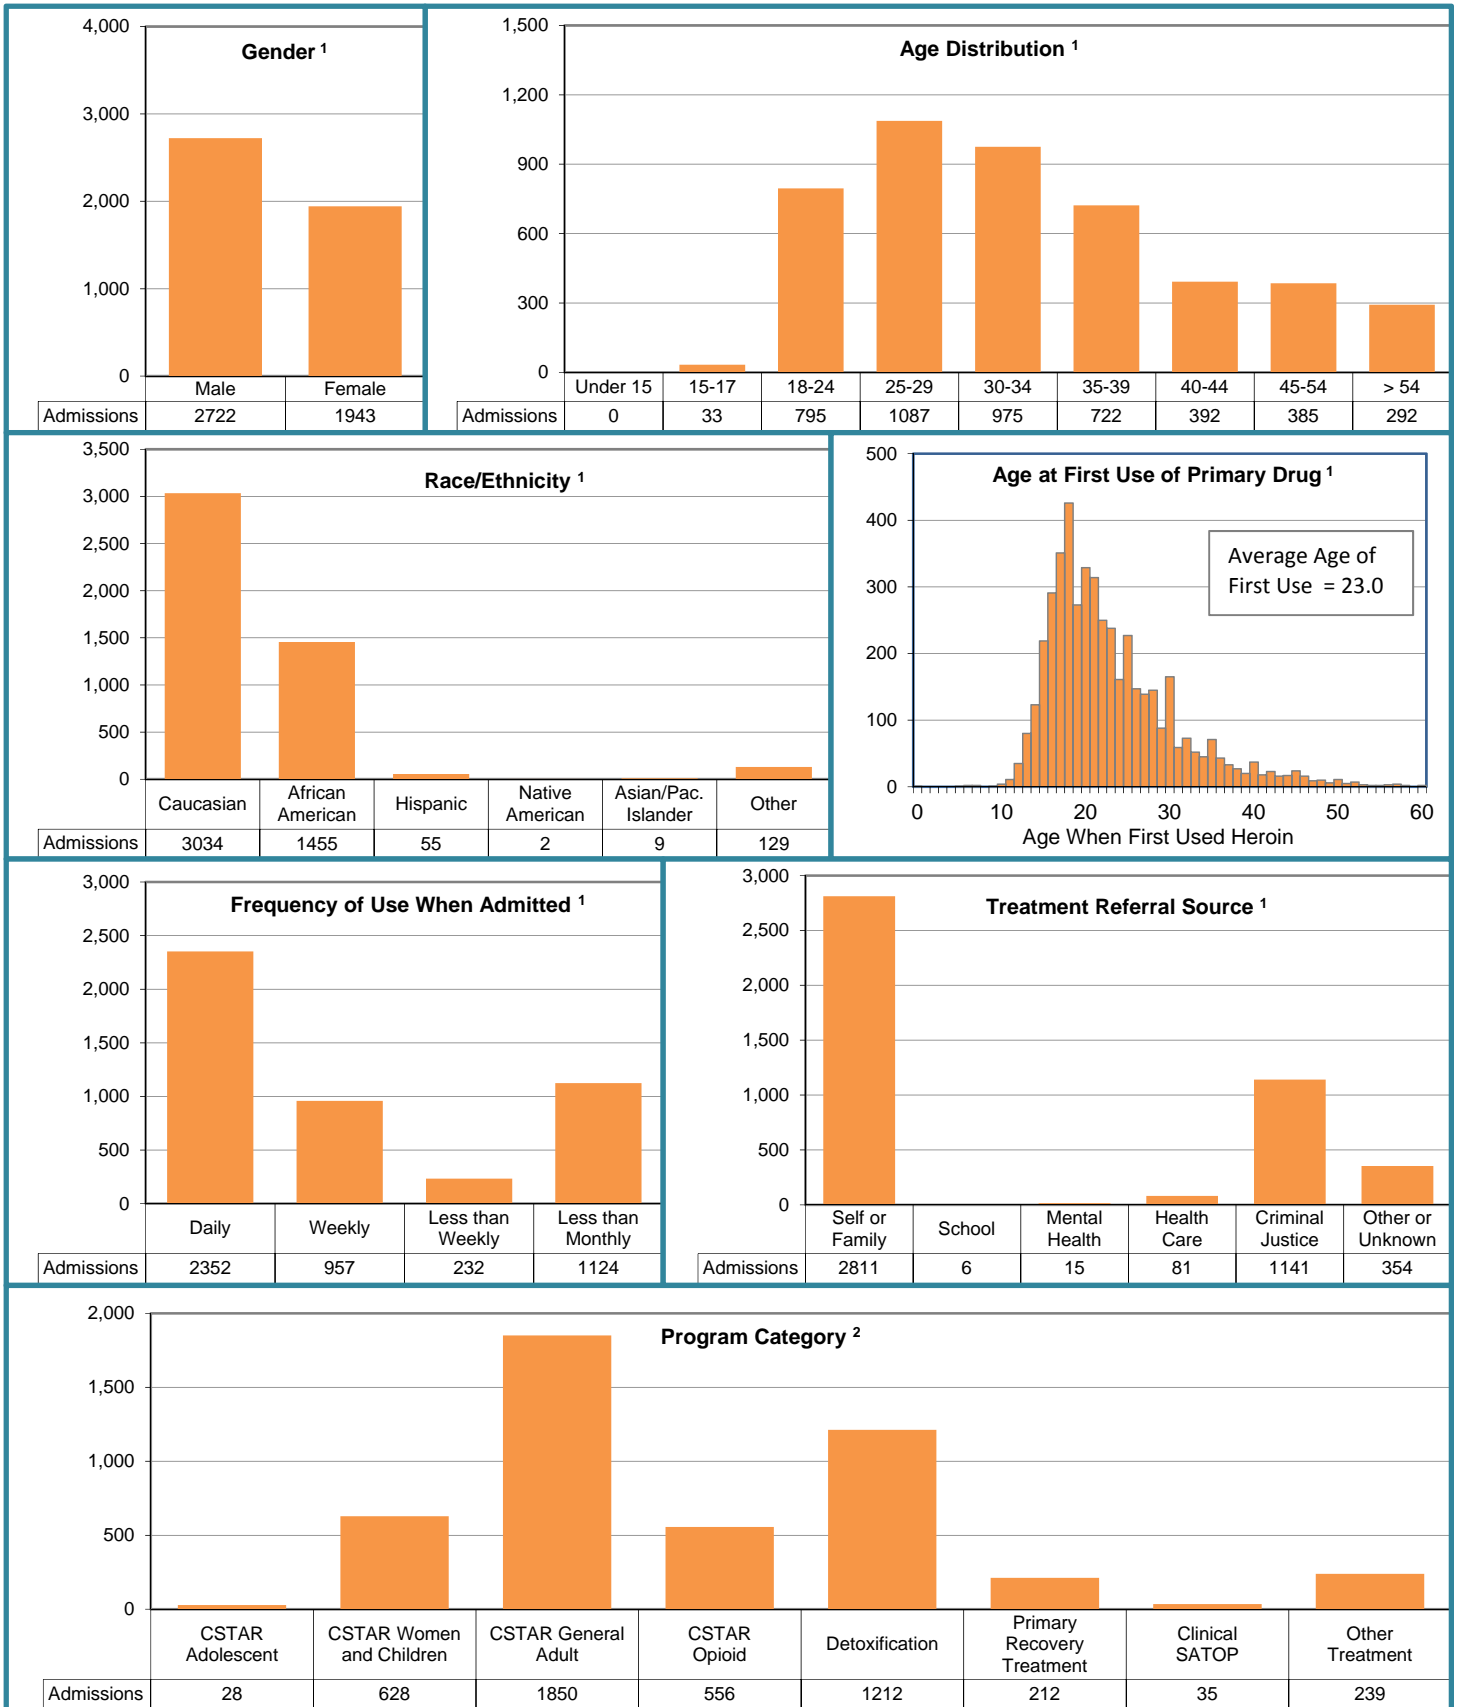 Gender 1
4,000
3,000
2,000
1,000
0
Male Female
Admissions 2722 1943
Age Distribution 1
1,500
1,200
900
600
300
0
Under 15 15-17 18-24 25-29 30-34 35-39 40-44 45-54 > 54
Admissions 0 33 795 1087 975 722 392 385 292
Race/Ethnicity 1
3,500
3,000
2,500
2,000
1,500
1,000
500
0
Caucasian African American Hispanic Native American Asian/Pac. Islander Other
Admissions 3034 1455 55 2 9 129
Age at First Use of Primary Drug 1
500
400
300
200
100
0
Average Age of
First Use = 23.0
0 10 20 30 40 50 60
Age When First Used Heroin
Frequency of Use When Admitted 1
3,000
2,500
2,000
1,500
1,000
500
0
Daily Weekly Less than Weekly Less than Monthly
Admissions 2352 957 232 1124
Treatment Referral Source 1
3,000
2,500
2,000
1,500
1,000
500
0
Self or Family School Mental Health Health Care Criminal Justice Other or Unknown
Admissions 2811 6 15 81 1141 354
Program Category 2
2,000
1,500
1,000
500
0
CSTAR Adolescent CSTAR Women and Children CSTAR General Adult CSTAR Opioid Detoxification Primary Recovery Treatment Clinical SATOP Other Treatment
Admissions 28 628 1850 556 1212 212 35 239